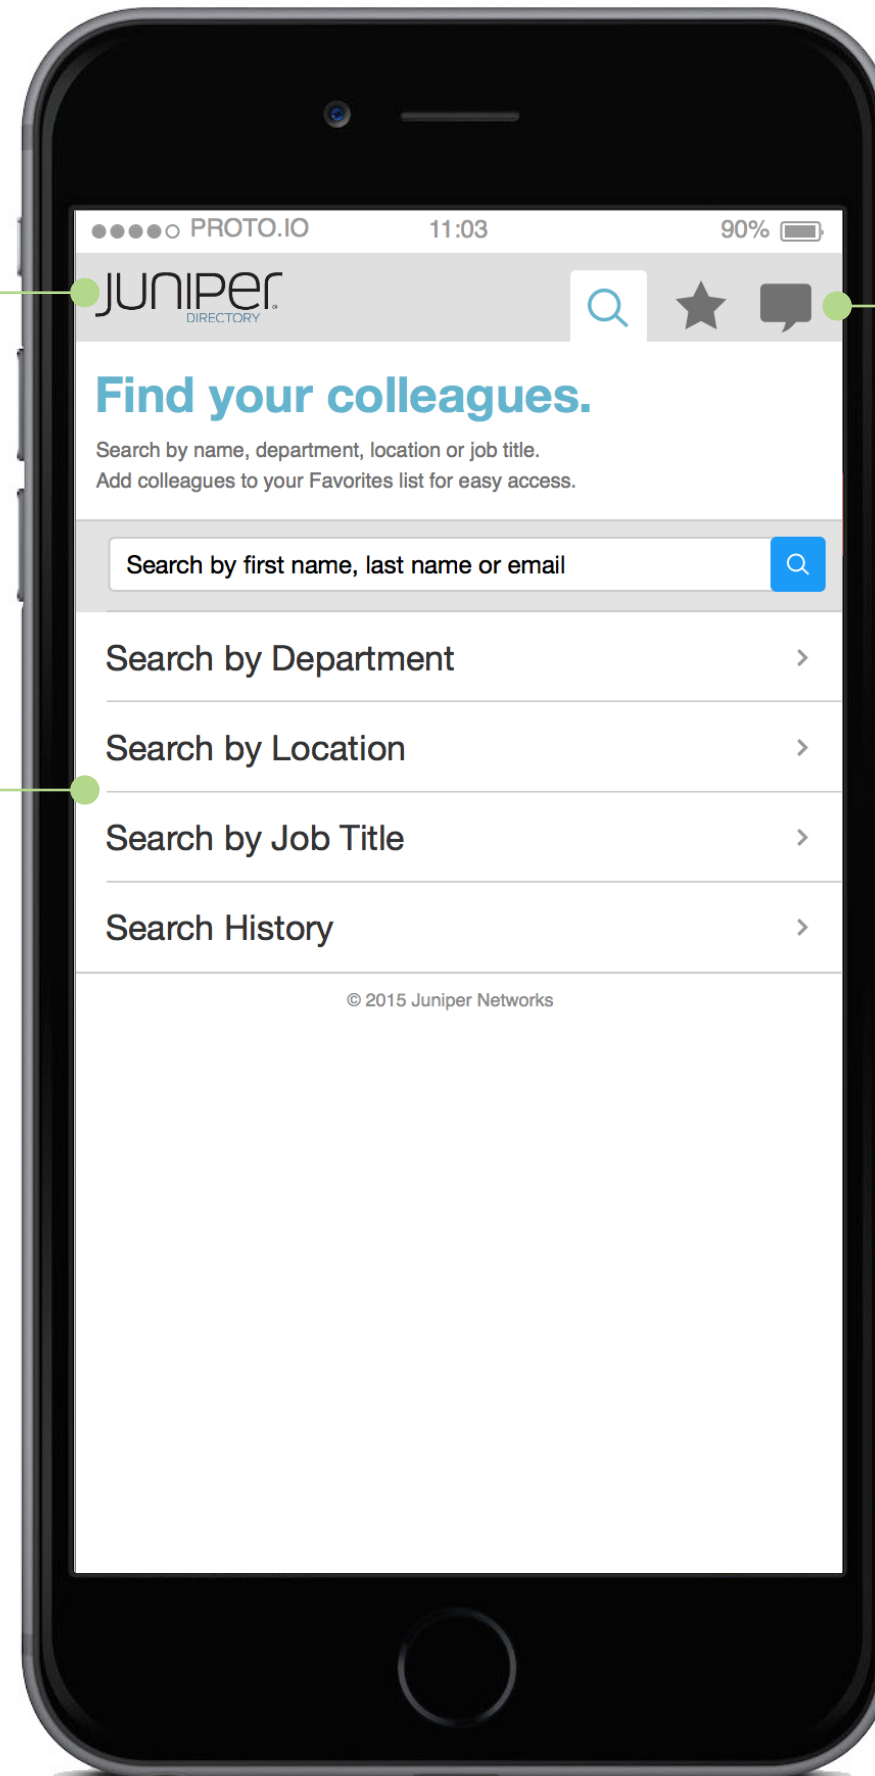 PROTO.IO 11:03 90%
JUNIPer
DIRECTORY
Find your colleagues.
Search by name, department, location or job title.
Add colleagues to your Favorites list for easy access.
Search by first name, last name or email
Search by Department
Search by Location
Search by Job Title
Search History
© 2015 Juniper Networks